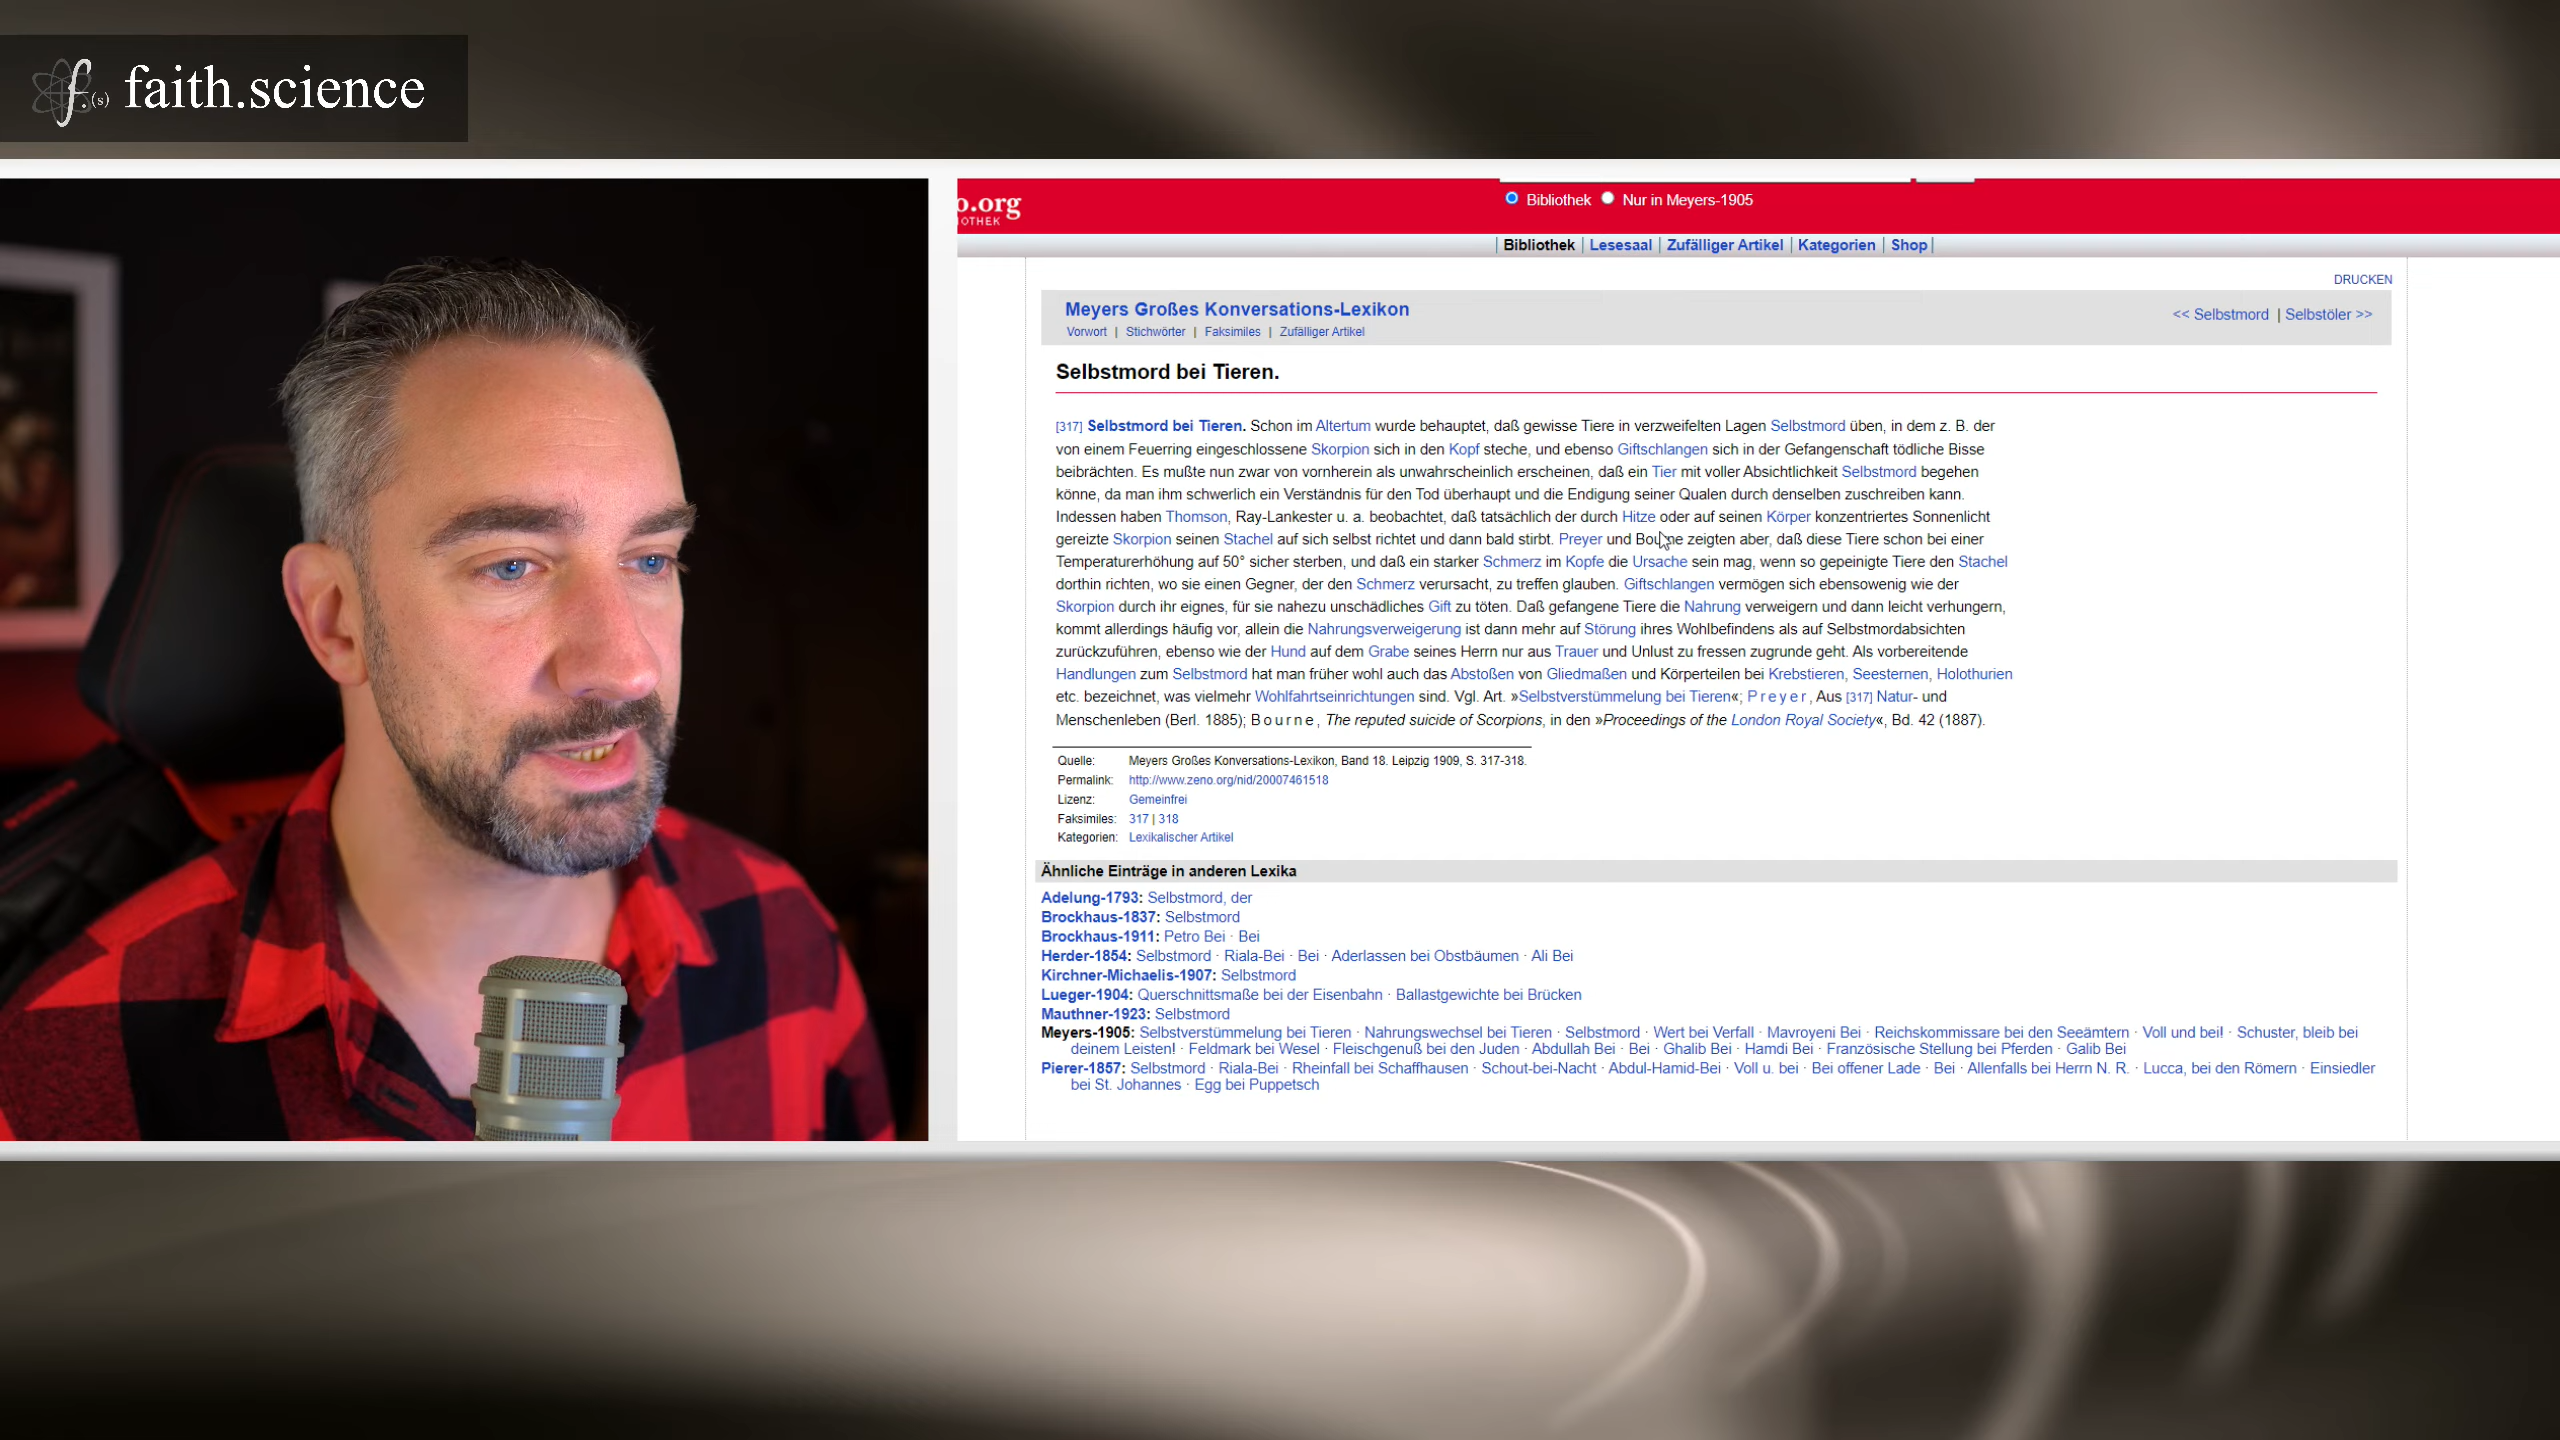 f.(s) faith.science
o.org
IOTHEK
Bibliothek Nur in Meyers-1905
| Bibliothek | Lesesaal | Zufälliger Artikel | Kategorien | Shop |
DRUCKEN
Meyers Großes Konversations-Lexikon
<< Selbstmord | Selbstöler >>
Vorwort | Stichwörter | Faksimiles | Zufälliger Artikel
Selbstmord bei Tieren.
[317] Selbstmord bei Tieren. Schon im Altertum wurde behauptet, daß gewisse Tiere in verzweifelten Lagen Selbstmord üben, in dem z. B. der
von einem Feuerring eingeschlossene Skorpion sich in den Kopf steche, und ebenso Giftschlangen sich in der Gefangenschaft tödliche Bisse
beibrächten. Es mußte nun zwar von vornherein als unwahrscheinlich erscheinen, daß ein Tier mit voller Absichtlichkeit Selbstmord begehen
könne, da man ihm schwerlich ein Verständnis für den Tod überhaupt und die Endigung seiner Qualen durch denselben zuschreiben kann.
Indessen haben Thomson, Ray-Lankester u. a. beobachtet, daß tatsächlich der durch Hitze oder auf seinen Körper konzentriertes Sonnenlicht
gereizte Skorpion seinen Stachel auf sich selbst richtet und dann bald stirbt. Preyer und Bourne zeigten aber, daß diese Tiere schon bei einer
Temperaturerhöhung auf 50° sicher sterben, und daß ein starker Schmerz im Kopfe die Ursache sein mag, wenn so gepeinigte Tiere den Stachel
dorthin richten, wo sie einen Gegner, der den Schmerz verursacht, zu treffen glauben. Giftschlangen vermögen sich ebensowenig wie der
Skorpion durch ihr eignes, für sie nahezu unschädliches Gift zu töten. Daß gefangene Tiere die Nahrung verweigern und dann leicht verhungern,
kommt allerdings häufig vor, allein die Nahrungsverweigerung ist dann mehr auf Störung ihres Wohlbefindens als auf Selbstmordabsichten
zurückzuführen, ebenso wie der Hund auf dem Grabe seines Herrn nur aus Trauer und Unlust zu fressen zugrunde geht. Als vorbereitende
Handlungen zum Selbstmord hat man früher wohl auch das Abstoßen von Gliedmaßen und Körperteilen bei Krebstieren, Seesternen, Holothurien
etc. bezeichnet, was vielmehr Wohlfahrtseinrichtungen sind. Vgl. Art. »Selbstverstümmelung bei Tieren«; Preyer, Aus [317] Natur- und
Menschenleben (Berl. 1885); Bourne, The reputed suicide of Scorpions, in den »Proceedings of the London Royal Society«, Bd. 42 (1887).
Quelle: Meyers Großes Konversations-Lexikon, Band 18. Leipzig 1909, S. 317-318.
Permalink: http://www.zeno.org/nid/20007461518
Lizenz: Gemeinfrei
Faksimiles: 317 | 318
Kategorien: Lexikalischer Artikel
Ähnliche Einträge in anderen Lexika
Adelung-1793: Selbstmord, der
Brockhaus-1837: Selbstmord
Brockhaus-1911: Petro Bei · Bei
Herder-1854: Selbstmord · Riala-Bei · Bei · Aderlassen bei Obstbäumen · Ali Bei
Kirchner-Michaelis-1907: Selbstmord
Lueger-1904: Querschnittsmaße bei der Eisenbahn · Ballastgewichte bei Brücken
Mauthner-1923: Selbstmord
Meyers-1905: Selbstverstümmelung bei Tieren · Nahrungswechsel bei Tieren · Selbstmord · Wert bei Verfall · Mavroyeni Bei · Reichskommissare bei den Seeämtern · Voll und bei! · Schuster, bleib bei
deinem Leisten! · Feldmark bei Wesel · Fleischgenuß bei den Juden · Abdullah Bei · Bei · Ghalib Bei · Hamdi Bei · Französische Stellung bei Pferden · Galib Bei
Pierer-1857: Selbstmord · Riala-Bei · Rheinfall bei Schaffhausen · Schout-bei-Nacht · Abdul-Hamid-Bei · Voll u. bei · Bei offener Lade · Bei · Allenfalls bei Herrn N. R. · Lucca, bei den Römern · Einsiedler
bei St. Johannes · Egg bei Puppetsch